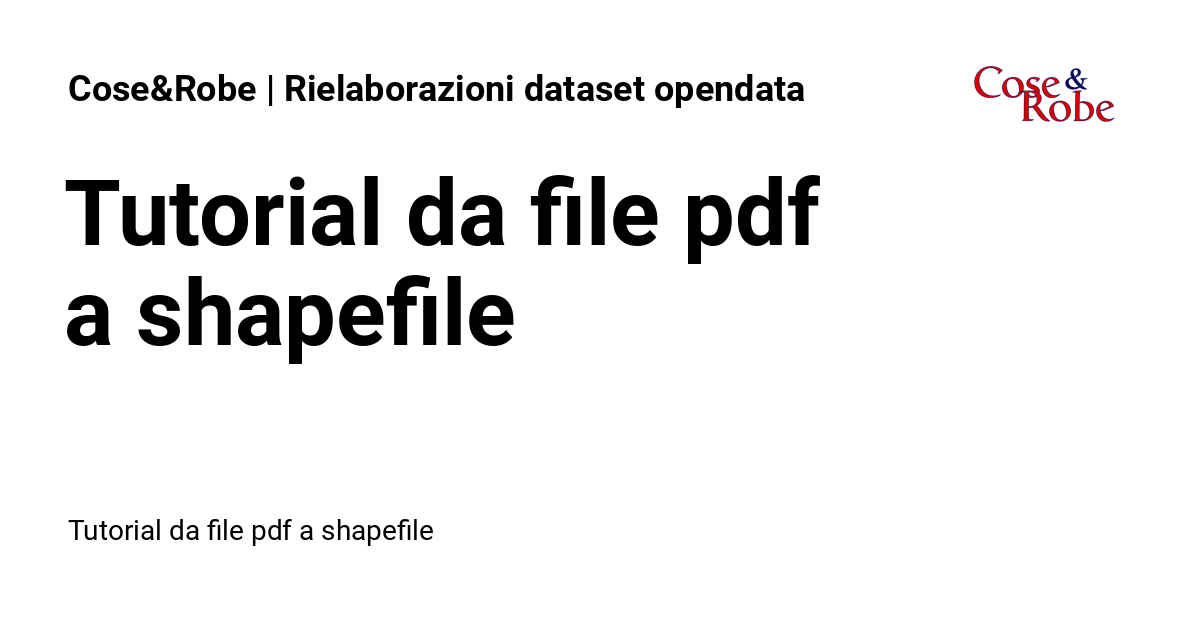 Cose&Robe | Rielaborazioni dataset opendata
Cose &
Robe
Tutorial da file pdf
a shapefile
Tutorial da file pdf a shapefile